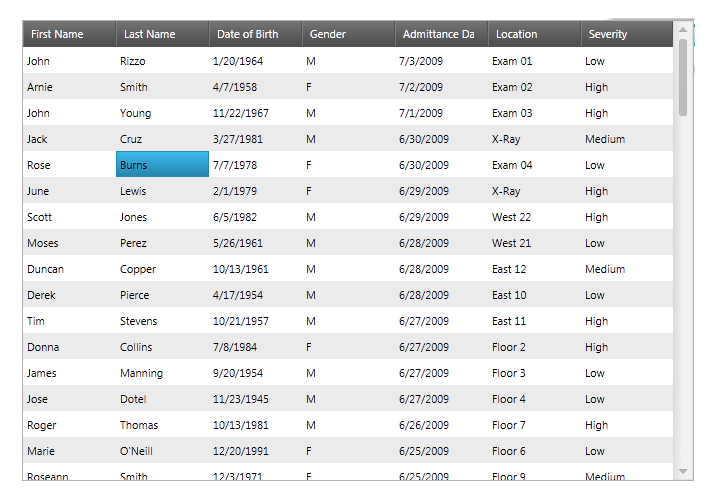 First Name Last Name Date of Birth Gender Admittance Da Location Severity
John Rizzo 1/20/1964 M 7/3/2009 Exam 01 Low
Arnie Smith 4/7/1958 F 7/2/2009 Exam 02 High
John Young 11/22/1967 M 7/1/2009 Exam 03 High
Jack Cruz 3/27/1981 M 6/30/2009 X-Ray Medium
Rose Burns 7/7/1978 F 6/30/2009 Exam 04 Low
June Lewis 2/1/1979 F 6/29/2009 X-Ray High
Scott Jones 6/5/1982 M 6/29/2009 West 22 High
Moses Perez 5/26/1961 M 6/28/2009 West 21 Low
Duncan Copper 10/13/1961 M 6/28/2009 East 12 Medium
Derek Pierce 4/17/1954 M 6/28/2009 East 10 Low
Tim Stevens 10/21/1957 M 6/27/2009 East 11 High
Donna Collins 7/8/1984 F 6/27/2009 Floor 2 High
James Manning 9/20/1954 M 6/27/2009 Floor 3 Low
Jose Dotel 11/23/1945 M 6/27/2009 Floor 4 Low
Roger Thomas 10/13/1981 M 6/26/2009 Floor 7 High
Marie O'Neill 12/20/1991 F 6/25/2009 Floor 6 Low
Roseann Smith 12/3/1971 F 6/25/2009 Floor 9 Medium